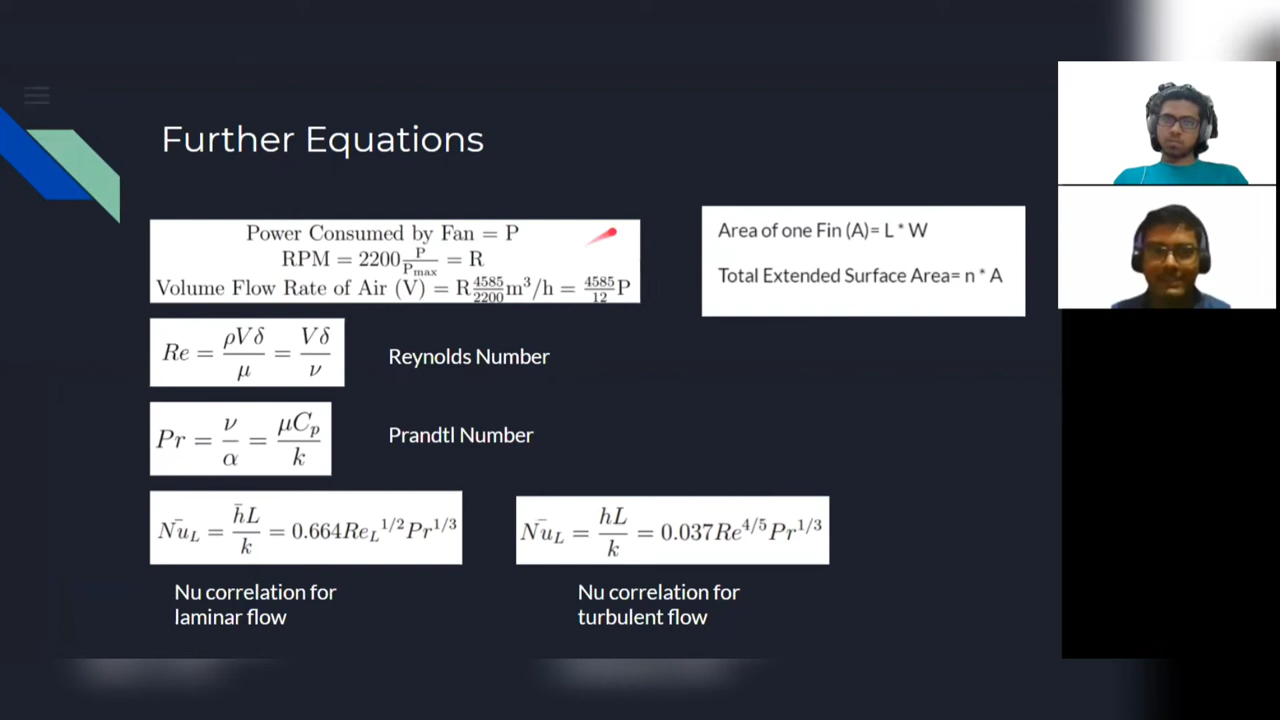 Further Equations
Power Consumed by Fan = P
RPM = 2200 P/P_max = R
Volume Flow Rate of Air (V) = R 4585/2200 m³/h = 4585/12 P
Area of one Fin (A)= L * W
Total Extended Surface Area= n * A
Re = ρVδ/μ = Vδ/ν
Reynolds Number
Pr = ν/α = μC_p/k
Prandtl Number
N̄u_L = h̄L/k = 0.664Re_L^1/2 Pr^1/3
N̄u_L = hL/k = 0.037Re^4/5 Pr^1/3
Nu correlation for
laminar flow
Nu correlation for
turbulent flow